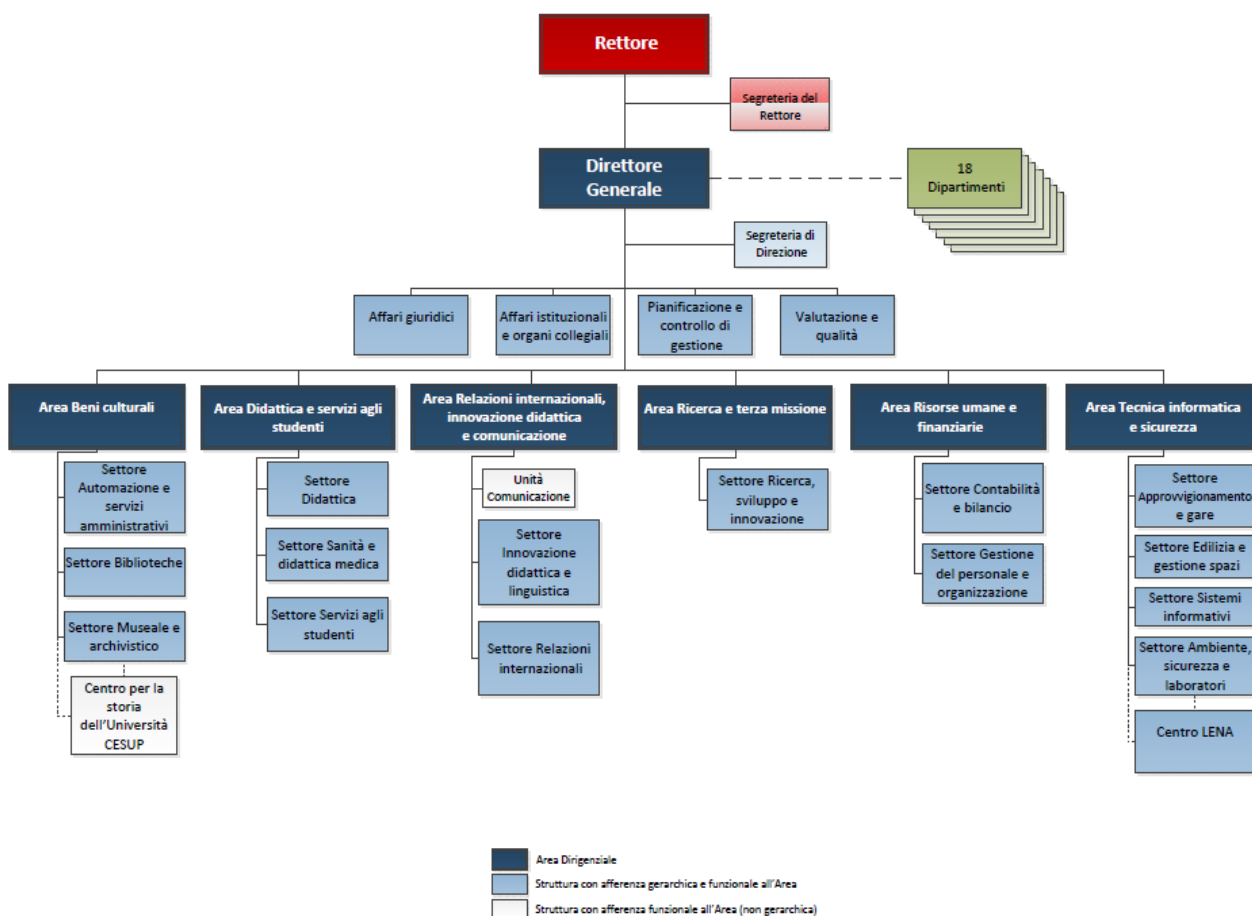 Rettore
Segreteria del
Rettore
Direttore
Generale
18
Dipartimenti
Segreteria di
Direzione
Affari giuridici
Affari istituzionali
e organi collegiali
Pianificazione e
controllo di
gestione
Valutazione e
qualità
Area Beni culturali
Area Didattica e servizi agli
studenti
Area Relazioni internazionali,
innovazione didattica
e comunicazione
Area Ricerca e terza missione
Area Risorse umane e
finanziarie
Area Tecnica informatica
e sicurezza
Settore
Automazione e
servizi
amministrativi
Settore Biblioteche
Settore Museale e
archivistico
Centro per la
storia
dell'Università
CESUP
Settore
Didattica
Settore Sanità e
didattica medica
Settore Servizi agli
studenti
Unità
Comunicazione
Settore
Innovazione
didattica e
linguistica
Settore Relazioni
internazionali
Settore Ricerca,
sviluppo e
innovazione
Settore Contabilità
e bilancio
Settore Gestione
del personale e
organizzazione
Settore
Approvvigionamento
e gare
Settore Edilizia e
gestione spazi
Settore Sistemi
informativi
Settore Ambiente,
sicurezza e
laboratori
Centro LENA
Area Dirigenziale
Struttura con afferenza gerarchica e funzionale all'Area
Struttura con afferenza funzionale all'Area (non gerarchica)